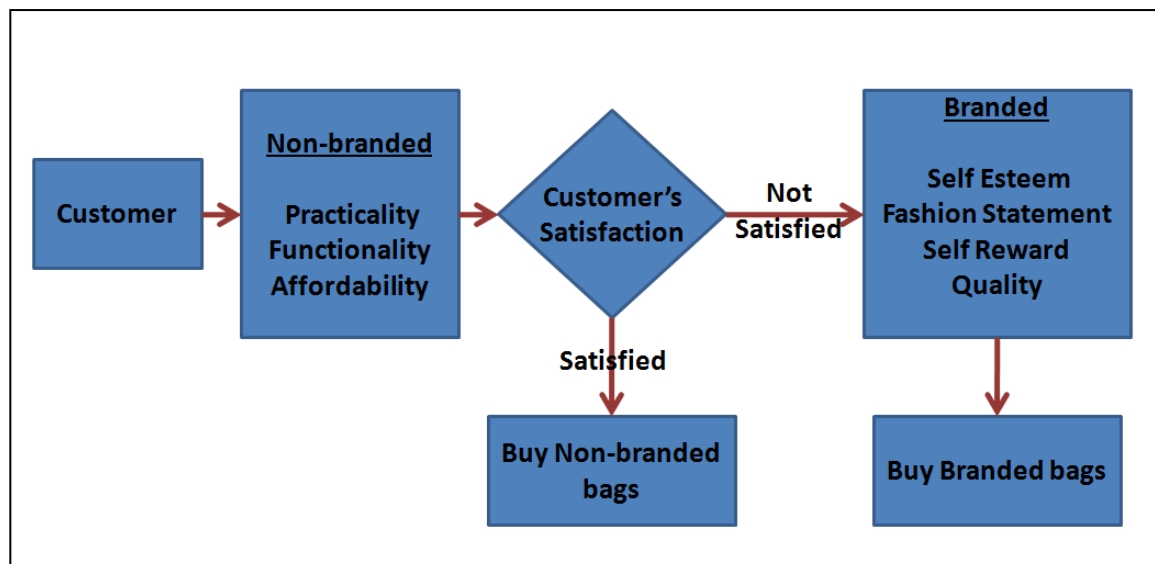 Customer
Non-branded
Practicality
Functionality
Affordability
Customer's
Satisfaction
Not
Satisfied
Branded
Self Esteem
Fashion Statement
Self Reward
Quality
Satisfied
Buy Non-branded
bags
Buy Branded bags